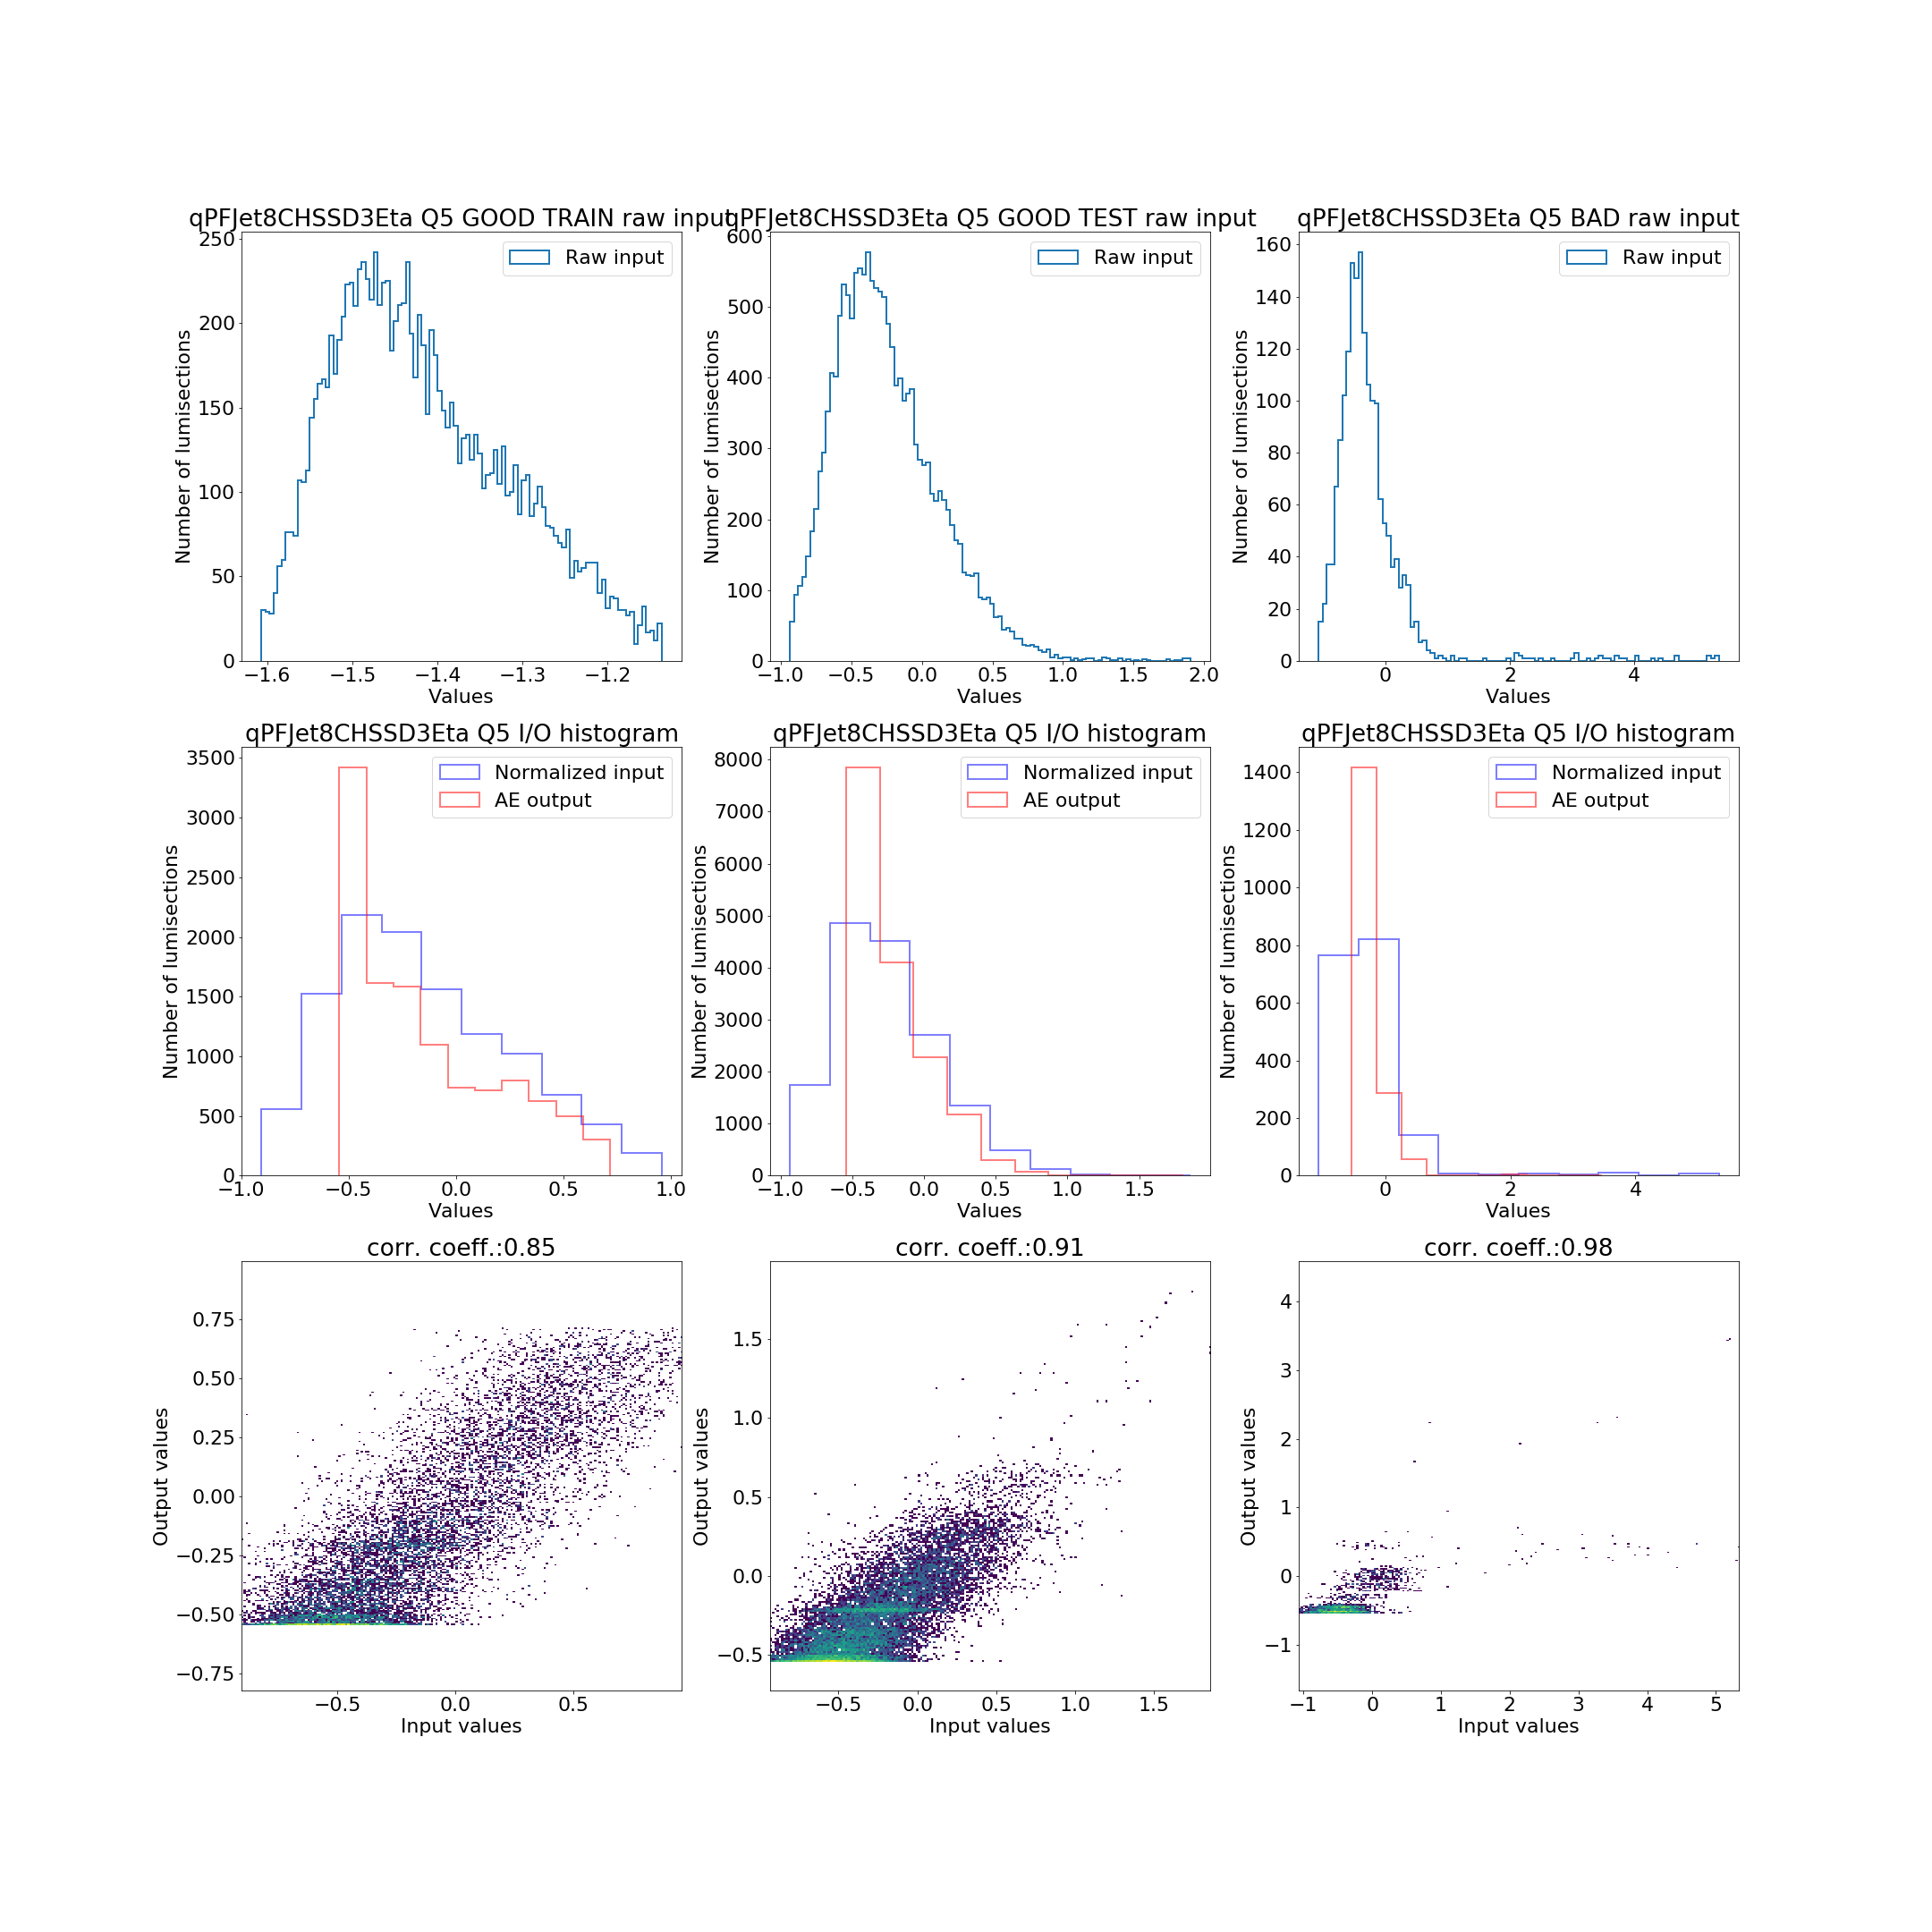 qPFJet8CHSSD3Eta Q5 GOOD TRAIN raw input
Raw input
250
200
150
100
50
0
Number of lumisections
−1.6 −1.5 −1.4 −1.3 −1.2
Values
qPFJet8CHSSD3Eta Q5 GOOD TEST raw input
Raw input
600
500
400
300
200
100
0
Number of lumisections
−1.0 −0.5 0.0 0.5 1.0 1.5 2.0
Values
qPFJet8CHSSD3Eta Q5 BAD raw input
Raw input
160
140
120
100
80
60
40
20
0
Number of lumisections
0 2 4
Values
qPFJet8CHSSD3Eta Q5 I/O histogram
Normalized input
AE output
3500
3000
2500
2000
1500
1000
500
0
Number of lumisections
−1.0 −0.5 0.0 0.5 1.0
Values
qPFJet8CHSSD3Eta Q5 I/O histogram
Normalized input
AE output
8000
7000
6000
5000
4000
3000
2000
1000
0
Number of lumisections
−1.0 −0.5 0.0 0.5 1.0 1.5
Values
qPFJet8CHSSD3Eta Q5 I/O histogram
Normalized input
AE output
1400
1200
1000
800
600
400
200
0
Number of lumisections
0 2 4
Values
corr. coeff.:0.85
0.75
0.50
0.25
0.00
−0.25
−0.50
−0.75
Output values
−0.5 0.0 0.5
Input values
corr. coeff.:0.91
1.5
1.0
0.5
0.0
−0.5
Output values
−0.5 0.0 0.5 1.0 1.5
Input values
corr. coeff.:0.98
4
3
2
1
0
−1
Output values
−1 0 1 2 3 4 5
Input values